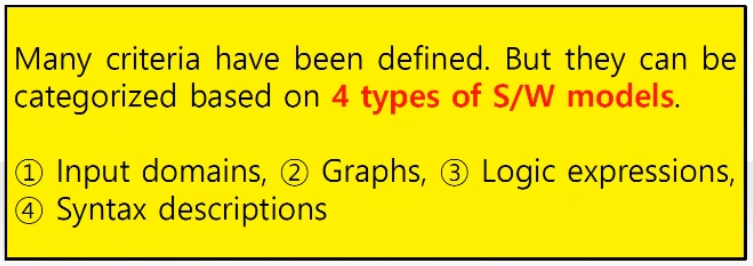 Many criteria have been defined. But they can be
categorized based on 4 types of S/W models.
① Input domains, ② Graphs, ③ Logic expressions,
④ Syntax descriptions